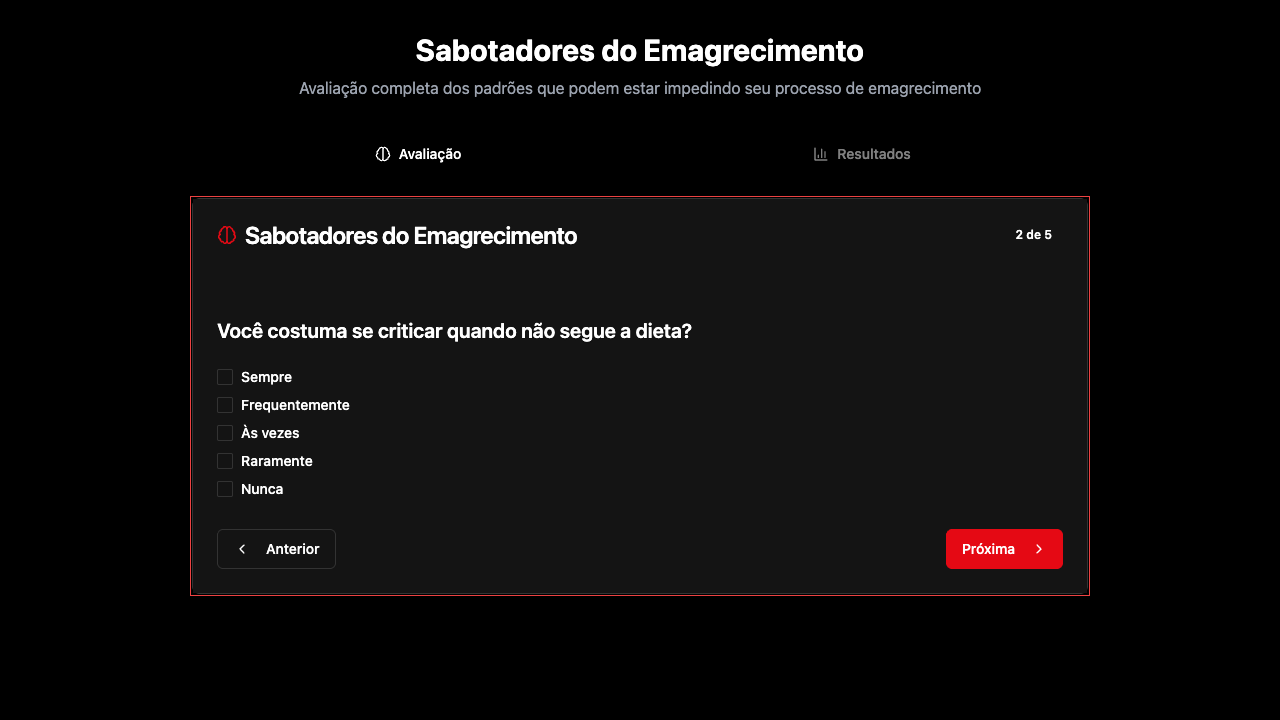 Sabotadores do Emagrecimento
Avaliação completa dos padrões que podem estar impedindo seu processo de emagrecimento
Avaliação
Resultados
Sabotadores do Emagrecimento
2 de 5
Você costuma se criticar quando não segue a dieta?
Sempre
Frequentemente
Às vezes
Raramente
Nunca
Anterior
Próxima